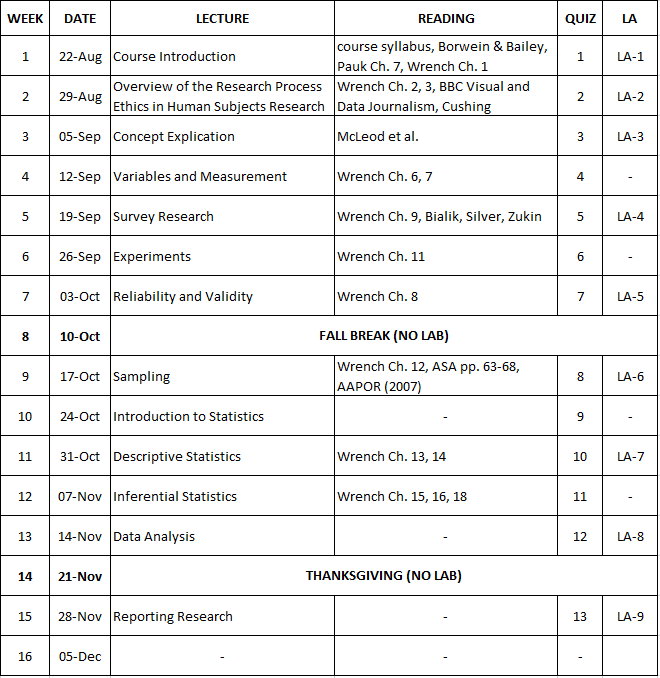 WEEK DATE LECTURE READING QUIZ LA
1 22-Aug Course Introduction course syllabus, Borwein & Bailey, Pauk Ch. 7, Wrench Ch. 1 1 LA-1
2 29-Aug Overview of the Research Process Ethics in Human Subjects Research Wrench Ch. 2, 3, BBC Visual and Data Journalism, Cushing 2 LA-2
3 05-Sep Concept Explication McLeod et al. 3 LA-3
4 12-Sep Variables and Measurement Wrench Ch. 6, 7 4 -
5 19-Sep Survey Research Wrench Ch. 9, Bialik, Silver, Zukin 5 LA-4
6 26-Sep Experiments Wrench Ch. 11 6 -
7 03-Oct Reliability and Validity Wrench Ch. 8 7 LA-5
8 10-Oct FALL BREAK (NO LAB)
9 17-Oct Sampling Wrench Ch. 12, ASA pp. 63-68, AAPOR (2007) 8 LA-6
10 24-Oct Introduction to Statistics - 9 -
11 31-Oct Descriptive Statistics Wrench Ch. 13, 14 10 LA-7
12 07-Nov Inferential Statistics Wrench Ch. 15, 16, 18 11 -
13 14-Nov Data Analysis - 12 LA-8
14 21-Nov THANKSGIVING (NO LAB)
15 28-Nov Reporting Research - 13 LA-9
16 05-Dec - - -